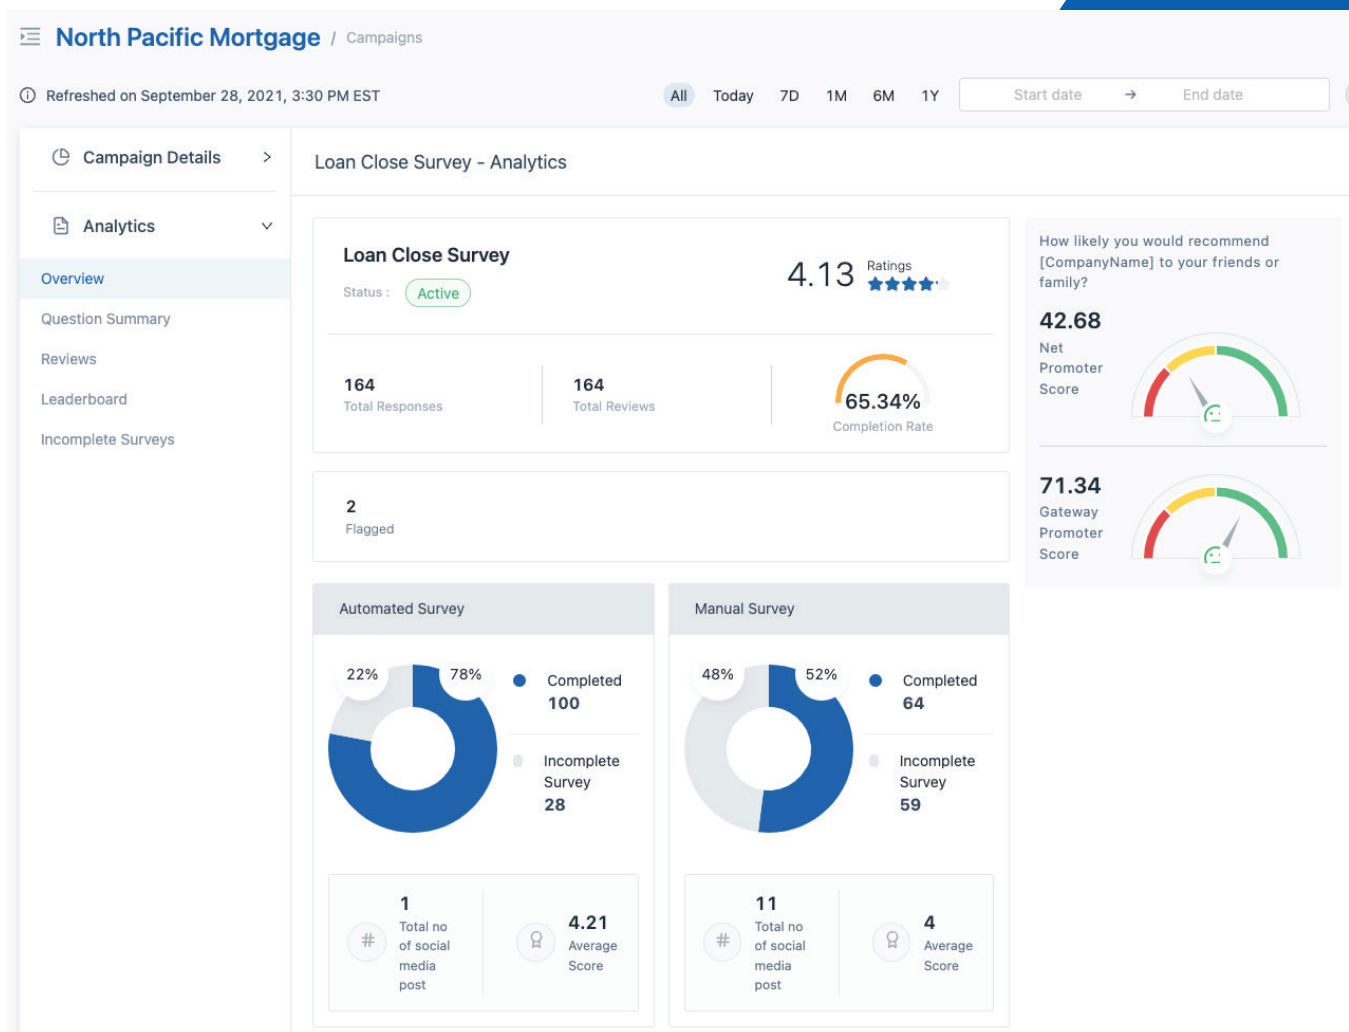 North Pacific Mortgage / Campaigns
Refreshed on September 28, 2021, 3:30 PM EST
All Today 7D 1M 6M 1Y Start date → End date
Campaign Details
Analytics
Overview
Question Summary
Reviews
Leaderboard
Incomplete Surveys
Loan Close Survey - Analytics
Loan Close Survey
Status :
Active
4.13
Ratings
164
Total Responses
164
Total Reviews
65.34%
Completion Rate
2
Flagged
How likely you would recommend
[CompanyName] to your friends or
family?
42.68
Net
Promoter
Score
71.34
Gateway
Promoter
Score
Automated Survey
22%
78%
Completed
100
Incomplete
Survey
28
#
1
Total no
of social
media
post
4.21
Average
Score
Manual Survey
48%
52%
Completed
64
Incomplete
Survey
59
#
11
Total no
of social
media
post
4
Average
Score